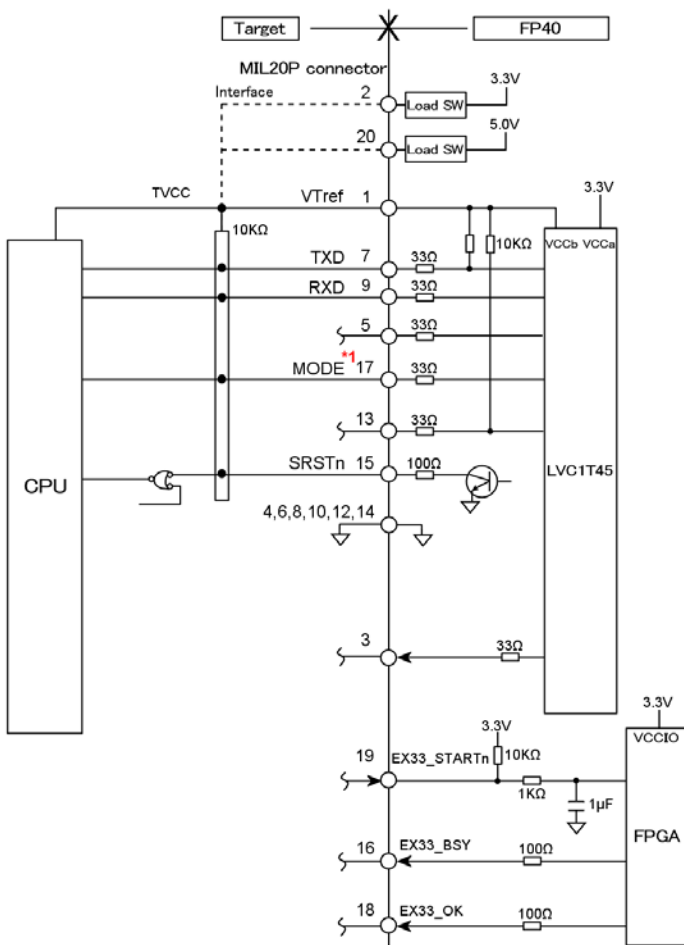 Target
FP40
MIL20P connector
Interface
2
Load SW
3.3V
20
Load SW
5.0V
TVCC
VTref
1
3.3V
10KΩ
10KΩ
VCCb VCCa
TXD
7
33Ω
RXD
9
33Ω
5
33Ω
*1
MODE
17
33Ω
13
33Ω
CPU
SRSTn
15
100Ω
LVC1T45
4,6,8,10,12,14
3
33Ω
3.3V
VCCIO
3.3V
19
EX33_STARTn
10KΩ
1KΩ
1μF
FPGA
16
EX33_BSY
100Ω
18
EX33_OK
100Ω